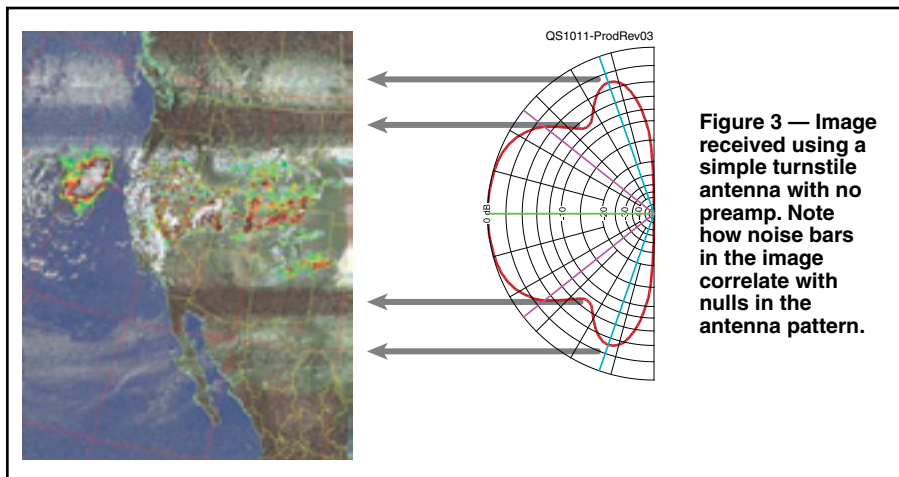 QS1011-ProdRev03
0 dB
-10
-20
-30
Figure 3 — Image
received using a
simple turnstile
antenna with no
preamp. Note
how noise bars
in the image
correlate with
nulls in the
antenna pattern.